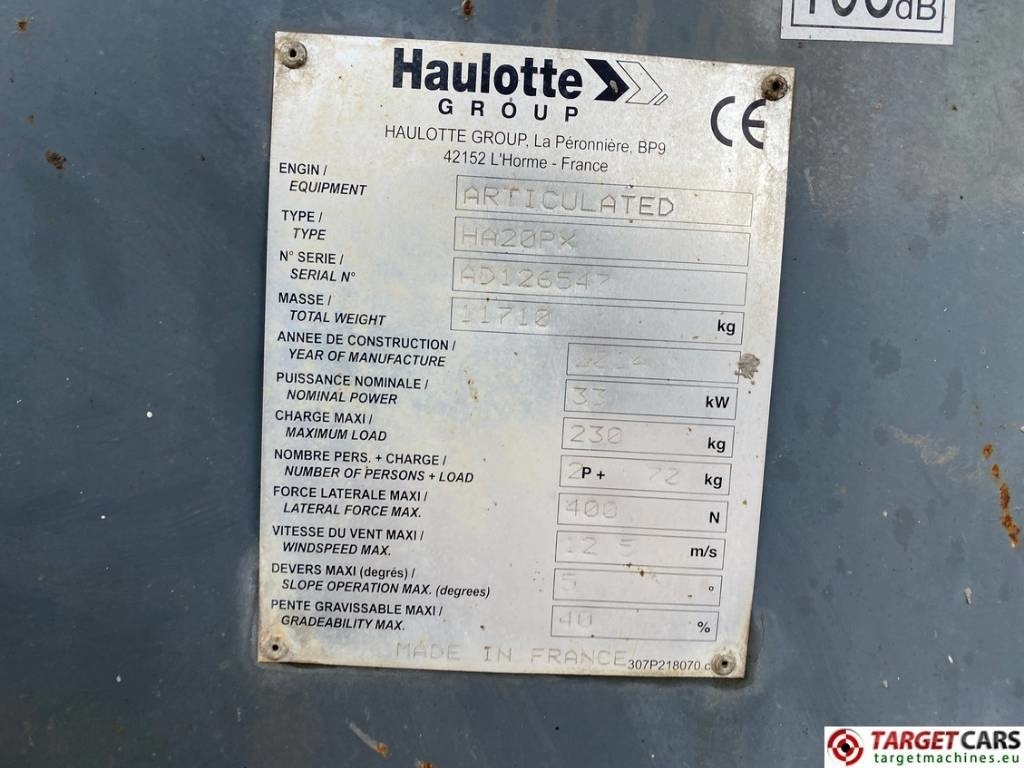 dB
Haulotte
GROUP
CE
HAULOTTE GROUP, La Péronnière, BP9
42152 L'Horme - France
ENGIN /
EQUIPMENT
ARTICULATED
TYPE /
TYPE
HA20PX
N° SERIE /
SERIAL N°
AD126547
MASSE /
TOTAL WEIGHT
11710 kg
ANNEE DE CONSTRUCTION /
YEAR OF MANUFACTURE
PUISSANCE NOMINALE /
NOMINAL POWER
33 kW
CHARGE MAXI /
MAXIMUM LOAD
230 kg
NOMBRE PERS. + CHARGE /
NUMBER OF PERSONS + LOAD
2P + 72 kg
FORCE LATERALE MAXI /
LATERAL FORCE MAX.
400 N
VITESSE DU VENT MAXI /
WINDSPEED MAX.
12 5 m/s
DEVERS MAXI (degrés) /
SLOPE OPERATION MAX. (degrees)
5 °
PENTE GRAVISSABLE MAXI /
GRADEABILITY MAX.
40 %
MADE IN FRANCE 307P218070
TARGETCARS
targetmachines.eu